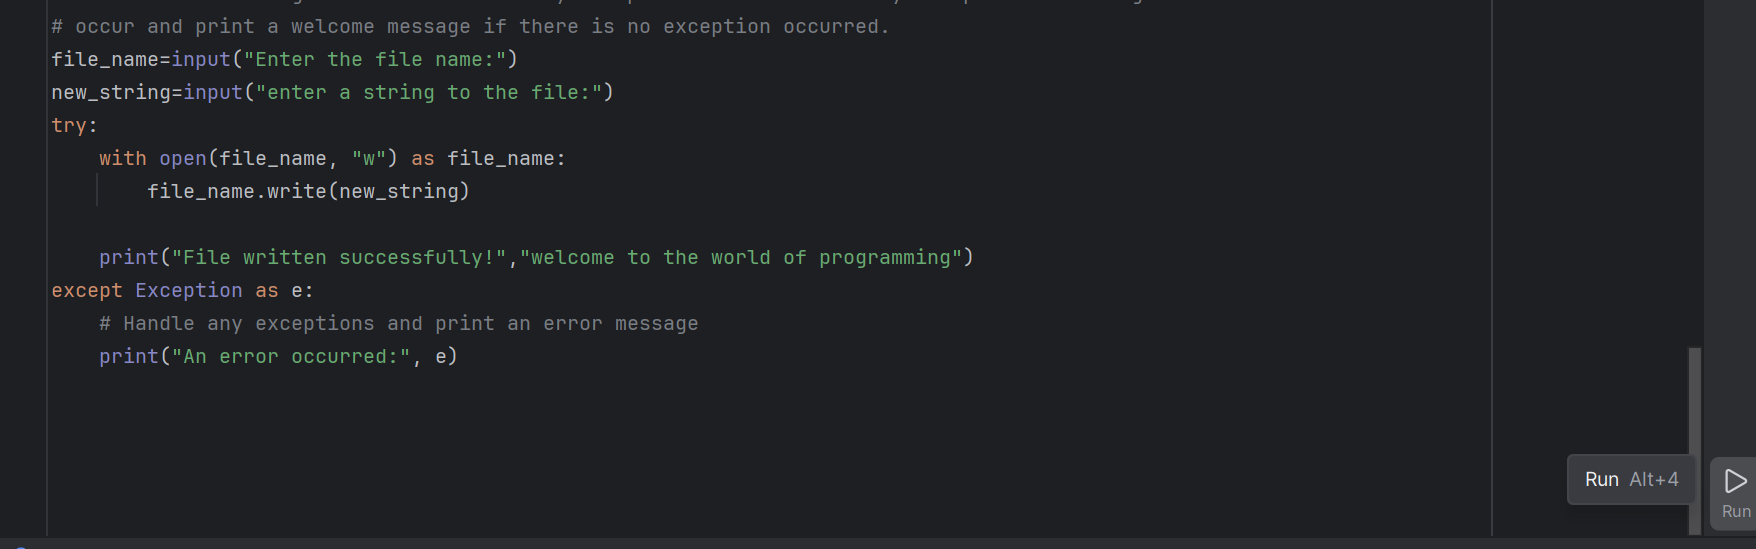 # occur and print a welcome message if there is no exception occurred.
file_name=input("Enter the file name:")
new_string=input("enter a string to the file:")
try:
    with open(file_name, "w") as file_name:
        file_name.write(new_string)
    print("File written successfully!","welcome to the world of programming")
except Exception as e:
    # Handle any exceptions and print an error message
    print("An error occurred:", e)
Run Alt+4
Run